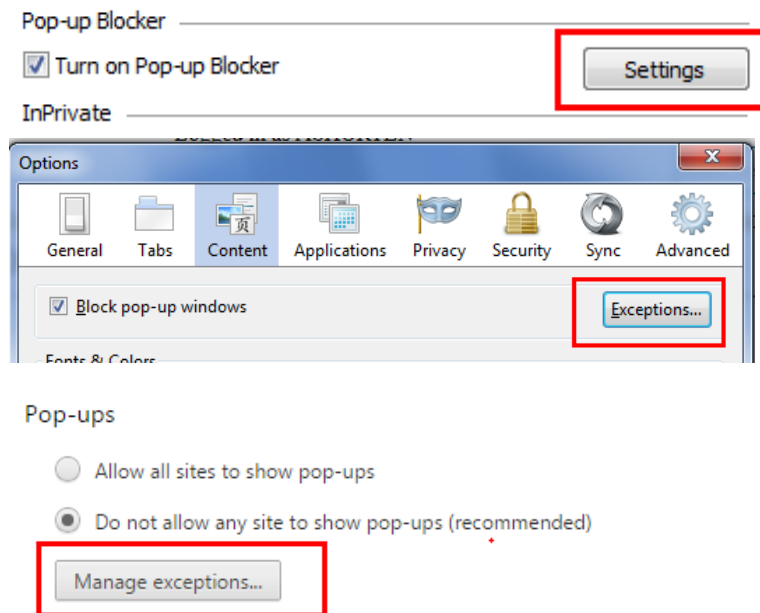 Pop-up Blocker
Turn on Pop-up Blocker
Settings
InPrivate
Options
General Tabs Content Applications Privacy Security Sync Advanced
Block pop-up windows
Exceptions...
Fonts & Colors
Pop-ups
Allow all sites to show pop-ups
Do not allow any site to show pop-ups (recommended)
Manage exceptions...